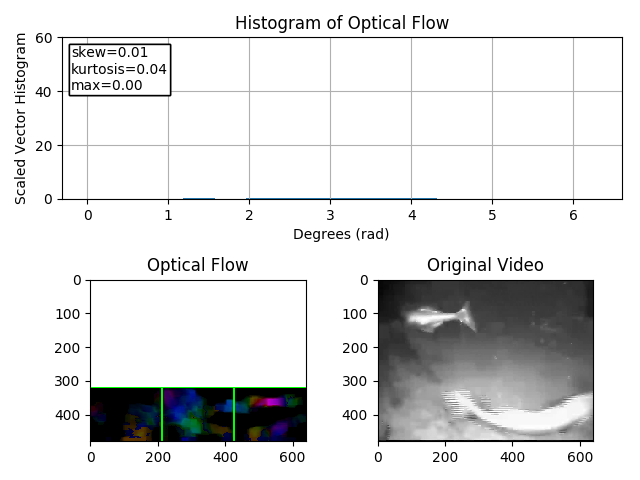 Histogram of Optical Flow
skew=0.01
kurtosis=0.04
max=0.00
Scaled Vector Histogram
60
40
20
0
0 1 2 3 4 5 6
Degrees (rad)
Optical Flow
0
100
200
300
400
0 200 400 600
Original Video
0
100
200
300
400
0 200 400 600